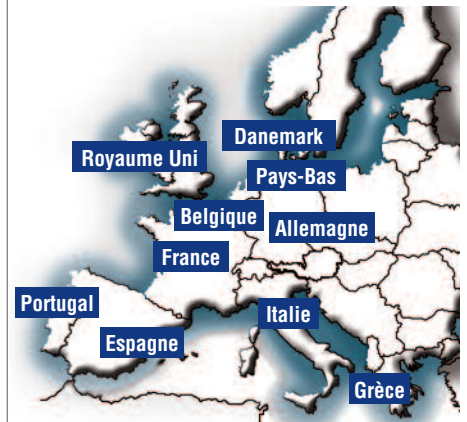 Danemark
Royaume Uni
Pays-Bas
Belgique
Allemagne
France
Portugal
Italie
Espagne
Grèce